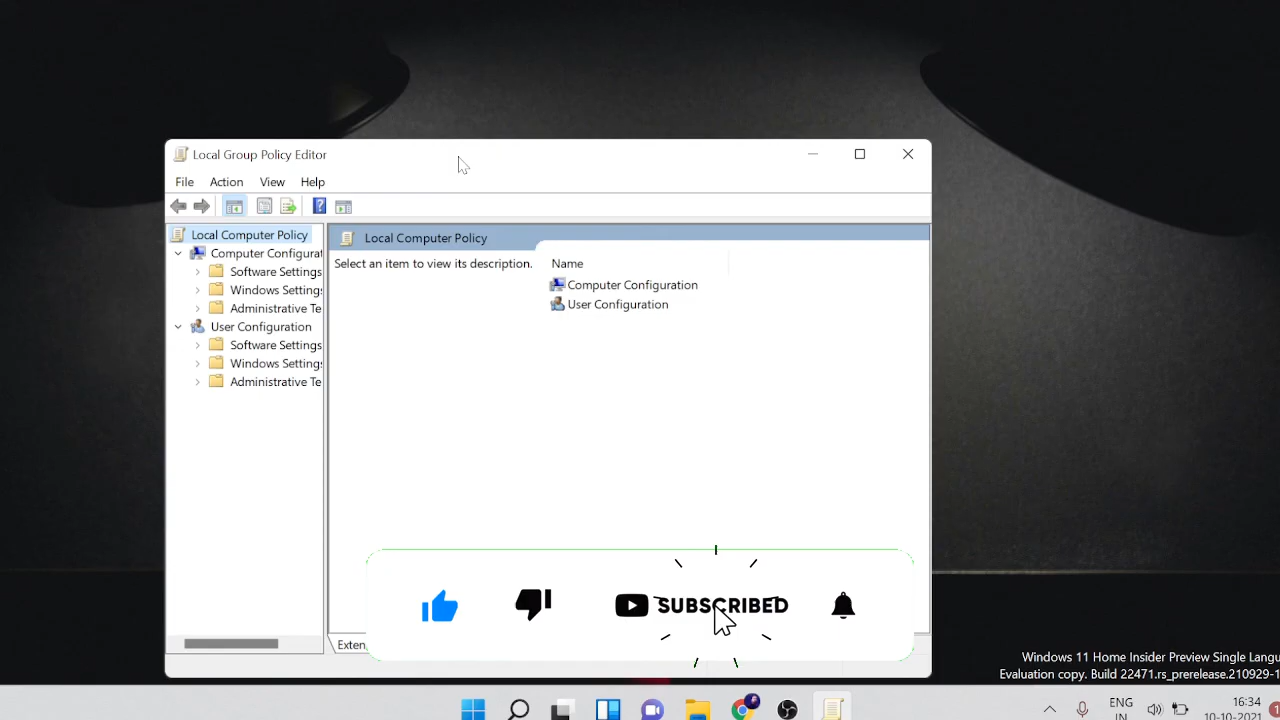 Local Group Policy Editor
File Action View Help
Local Computer Policy
Computer Configurat
Software Settings
Windows Settings
Administrative Te
User Configuration
Software Settings
Windows Settings
Administrative Te
Local Computer Policy
Select an item to view its description.
Name
Computer Configuration
User Configuration
Exten
SUBSCRIBED
Windows 11 Home Insider Preview Single Langu
Evaluation copy. Build 22471.rs_prerelease.210929-1
ENG
IN
16:34
10-10-2021